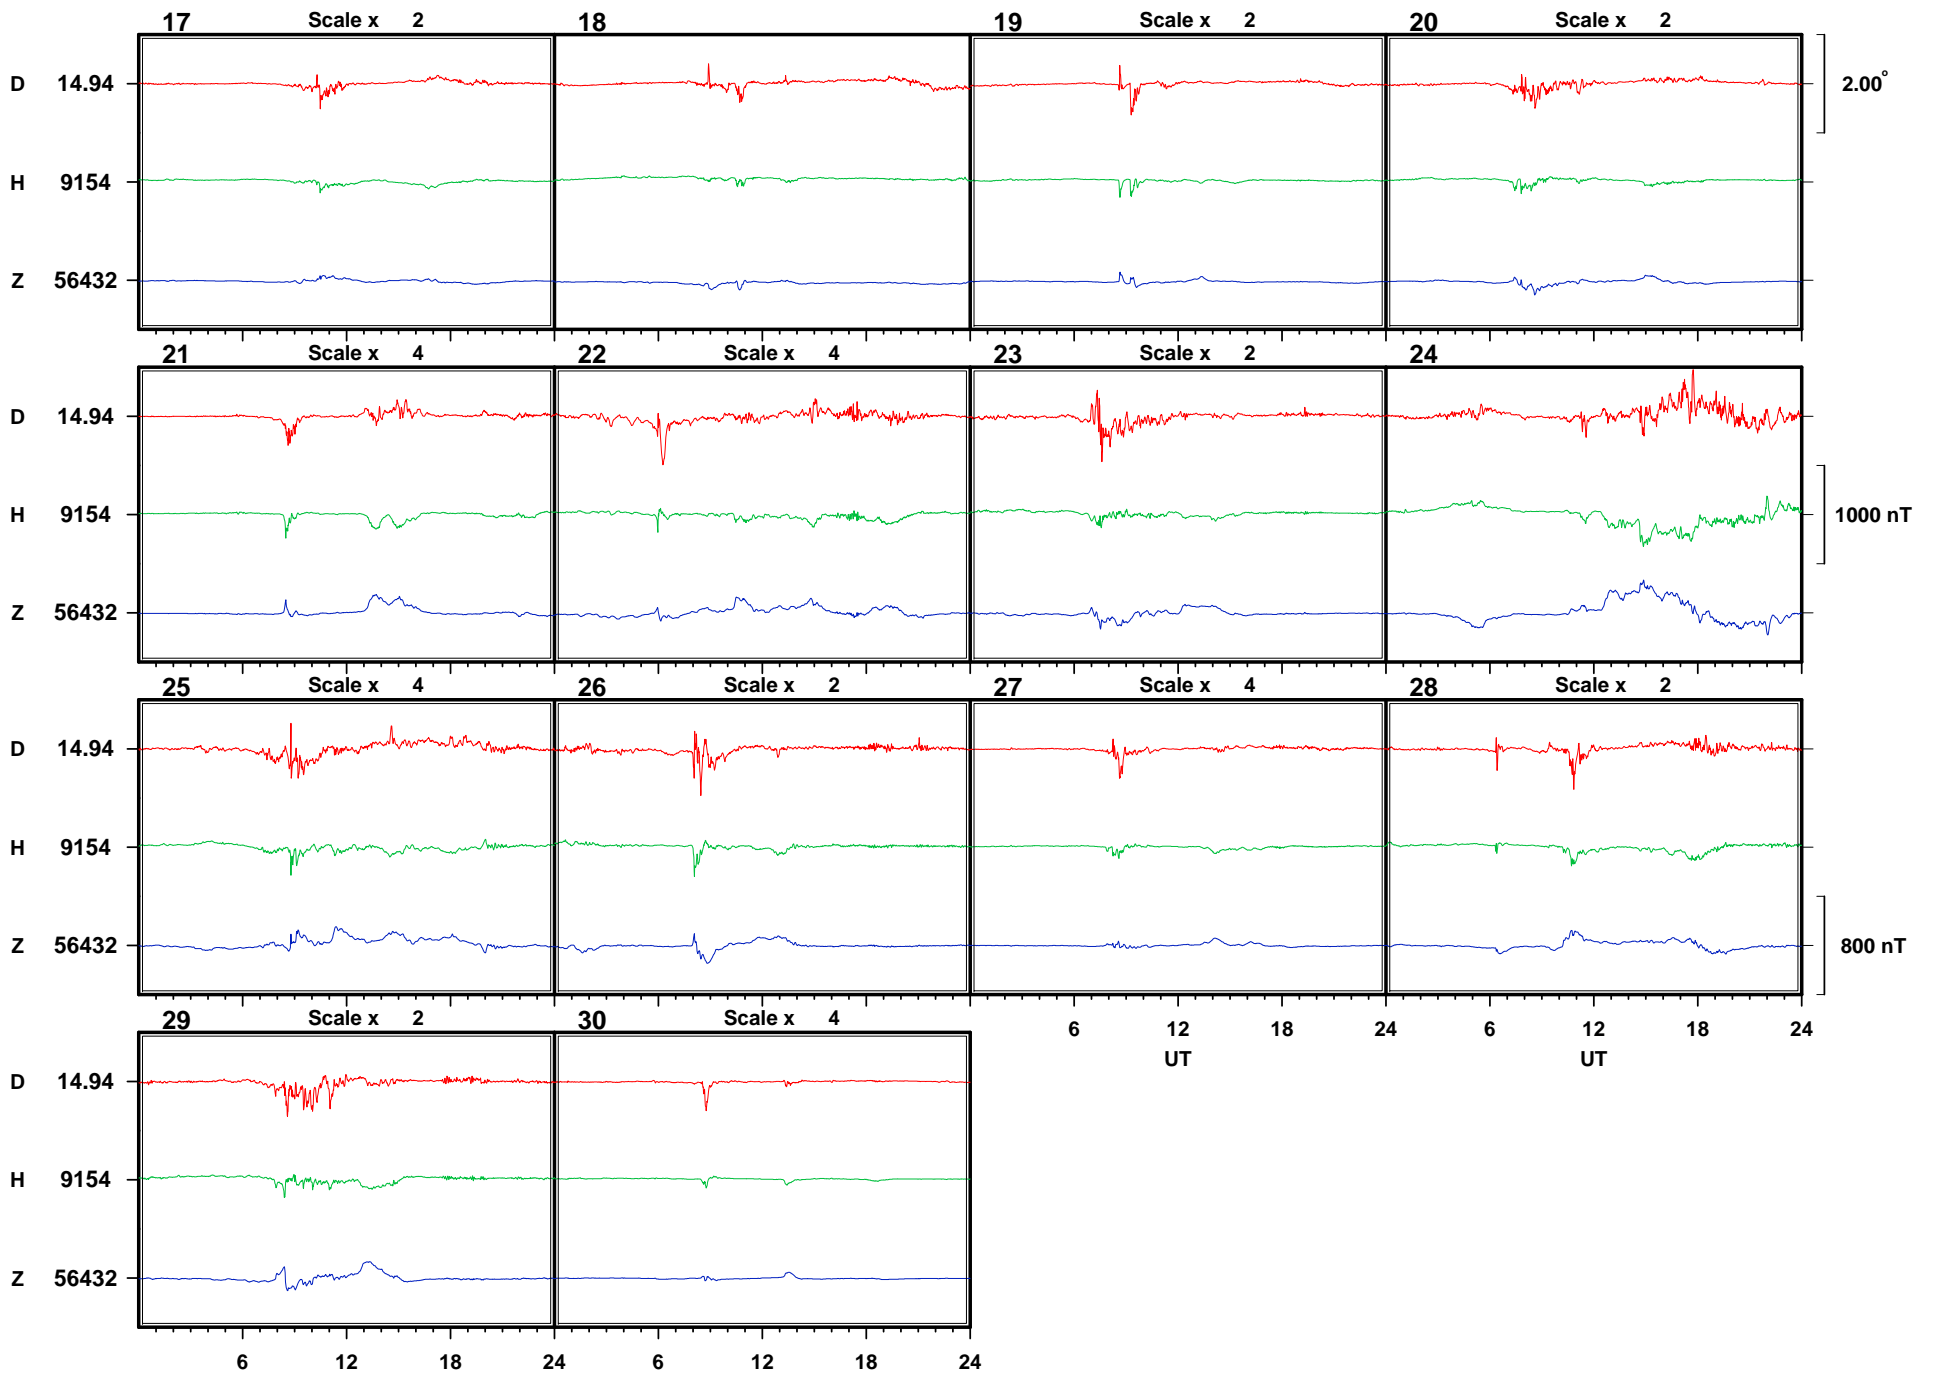 17 Scale x 2 18 19 Scale x 2 20 Scale x 2
D 14.94 2.00°
H 9154
Z 56432
21 Scale x 4 22 Scale x 4 23 Scale x 2 24
D 14.94
H 9154 1000 nT
Z 56432
25 Scale x 4 26 Scale x 2 27 Scale x 4 28 Scale x 2
D 14.94
H 9154
Z 56432 800 nT
29 Scale x 2 30 Scale x 4 6 12 18 24 6 12 18 24
UT UT
D 14.94
H 9154
Z 56432
6 12 18 24 6 12 18 24